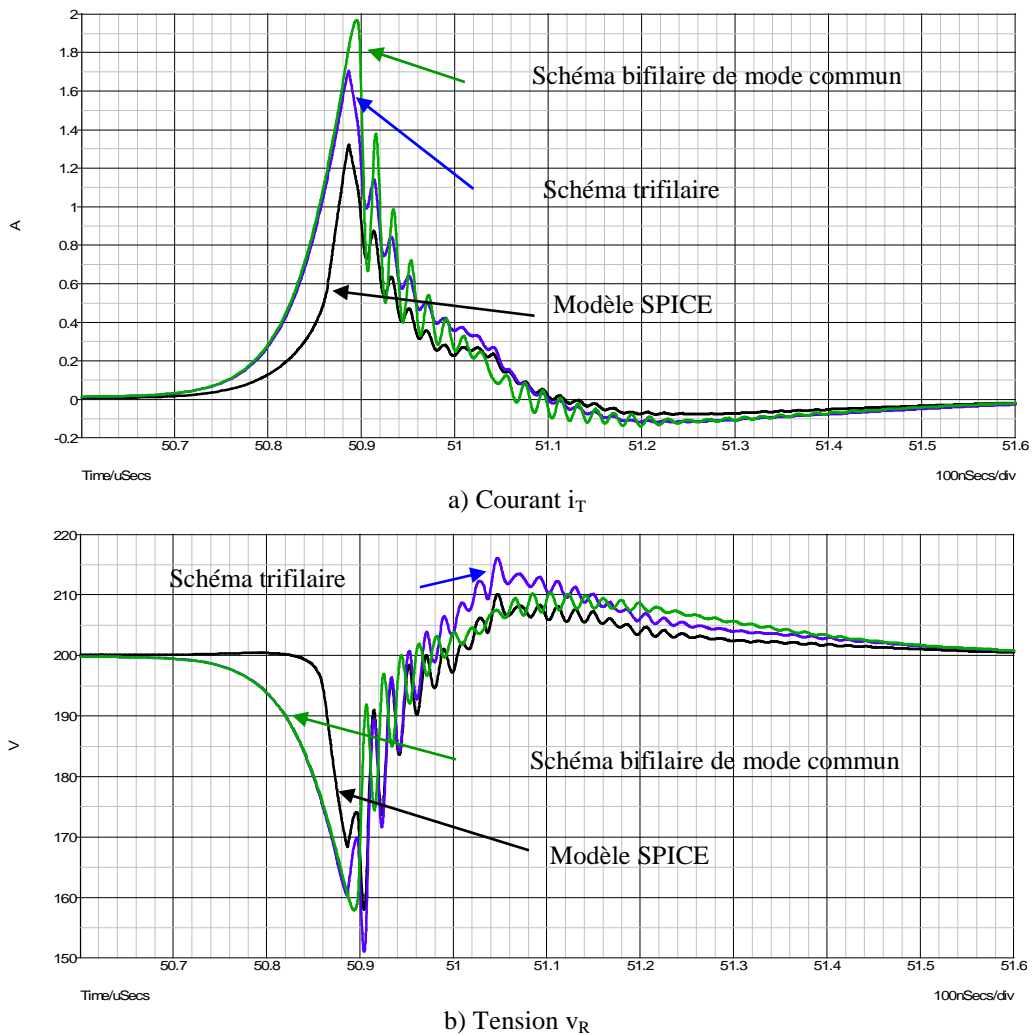 2
1.8
Schéma bifilaire de mode commun
1.6
1.4
1.2
Schéma trifilaire
1
A
0.8
0.6
Modèle SPICE
0.4
0.2
0
-0.2
50.7 50.8 50.9 51 51.1 51.2 51.3 51.4 51.5 51.6
Time/uSecs 100nSecs/div
a) Courant iT
220
Schéma trifilaire
210
200
190
V
Schéma bifilaire de mode commun
180
170
Modèle SPICE
160
150
50.7 50.8 50.9 51 51.1 51.2 51.3 51.4 51.5 51.6
Time/uSecs 100nSecs/div
b) Tension vR